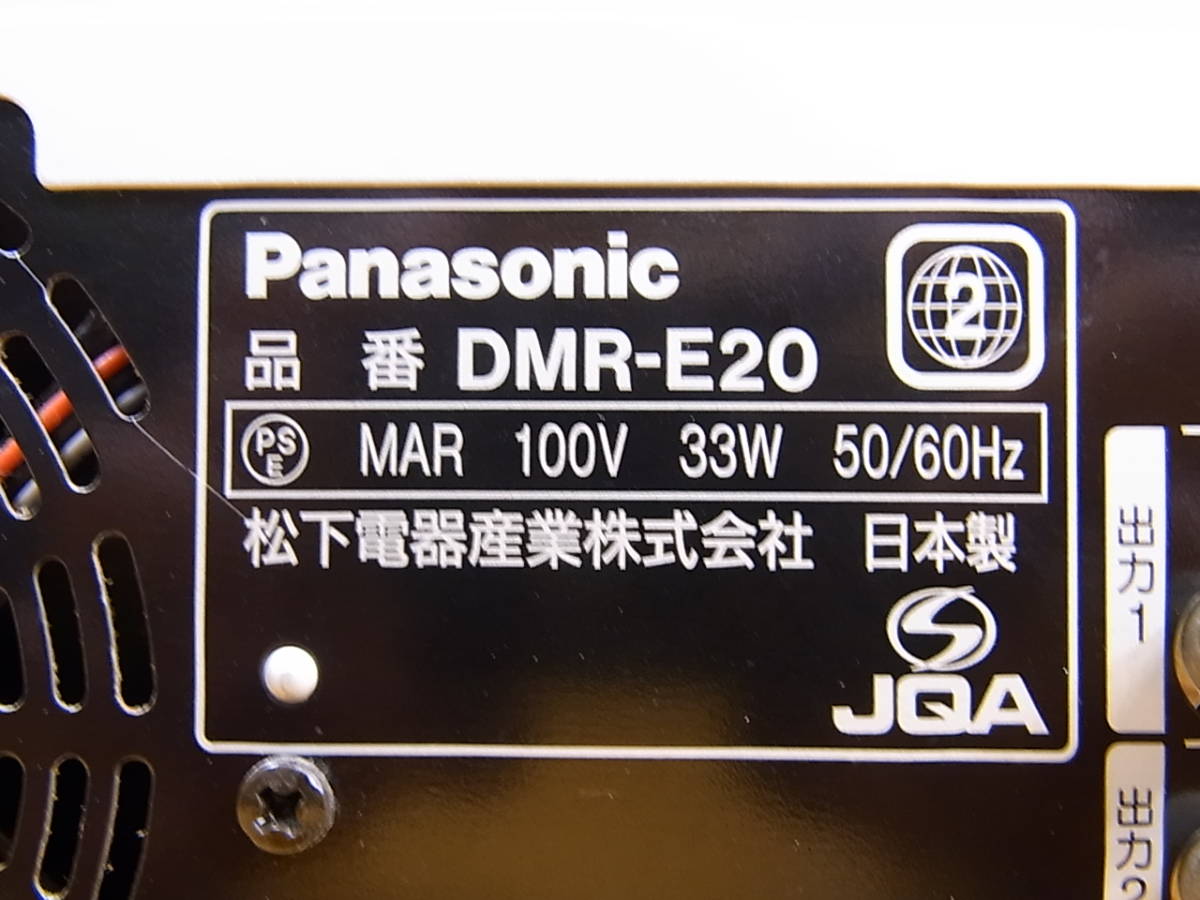 Panasonic
2
品番 DMR-E20
PSE MAR 100V 33W 50/60Hz
松下電器産業株式会社 日本製
JQA
出力1
出力2